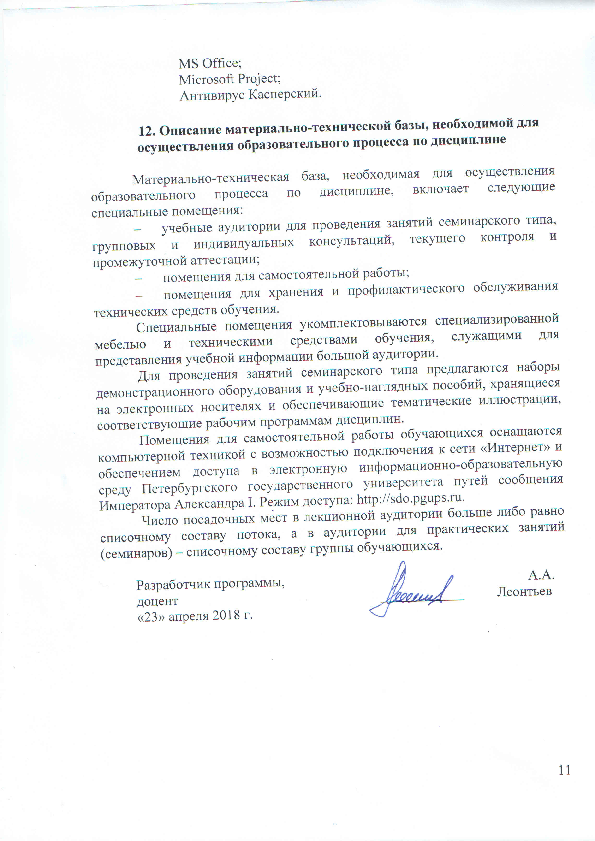 MS Office;
Microsoft Project;
Антивирус Касперский.
12. Описание материально-технической базы, необходимой для
осуществления образовательного процесса по дисциплине
Материально-техническая база, необходимая для осуществления
образовательного процесса по дисциплине, включает следующие
специальные помещения:
– учебные аудитории для проведения занятий семинарского типа,
групповых и индивидуальных консультаций, текущего контроля и
промежуточной аттестации;
– помещения для самостоятельной работы;
– помещения для хранения и профилактического обслуживания
технических средств обучения.
Специальные помещения укомплектовываются специализированной
мебелью и техническими средствами обучения, служащими для
представления учебной информации большой аудитории.
Для проведения занятий семинарского типа предлагаются наборы
демонстрационного оборудования и учебно-наглядных пособий, хранящиеся
на электронных носителях и обеспечивающие тематические иллюстрации,
соответствующие рабочим программам дисциплин.
Помещения для самостоятельной работы обучающихся оснащаются
компьютерной техникой с возможностью подключения к сети «Интернет» и
обеспечением доступа в электронную информационно-образовательную
среду Петербургского государственного университета путей сообщения
Императора Александра I. Режим доступа: http://sdo.pgups.ru.
Число посадочных мест в лекционной аудитории больше либо равно
списочному составу потока, а в аудитории для практических занятий
(семинаров) – списочному составу группы обучающихся.
Разработчик программы, А.А.
доцент Леонтьев
«23» апреля 2018 г.
11